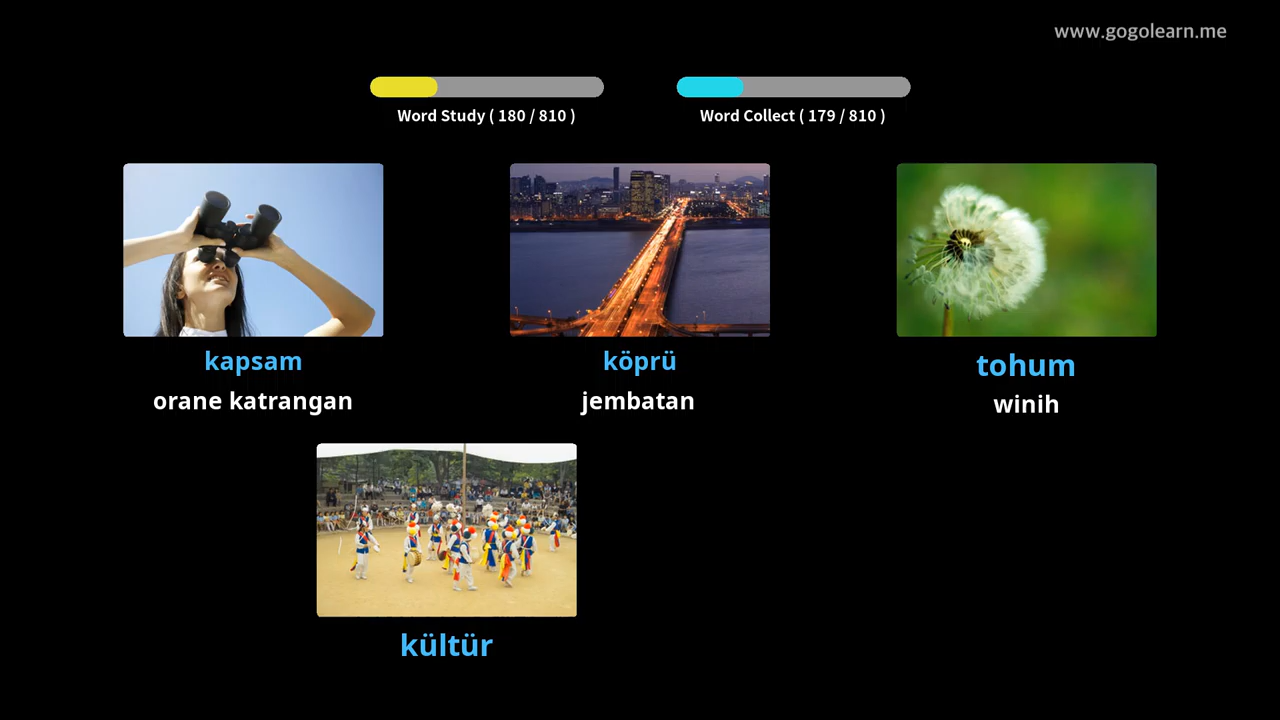 www.gogolearn.me
Word Study ( 180 / 810 )
Word Collect ( 179 / 810 )
kapsam
orane katrangan
köprü
jembatan
tohum
winih
kültür